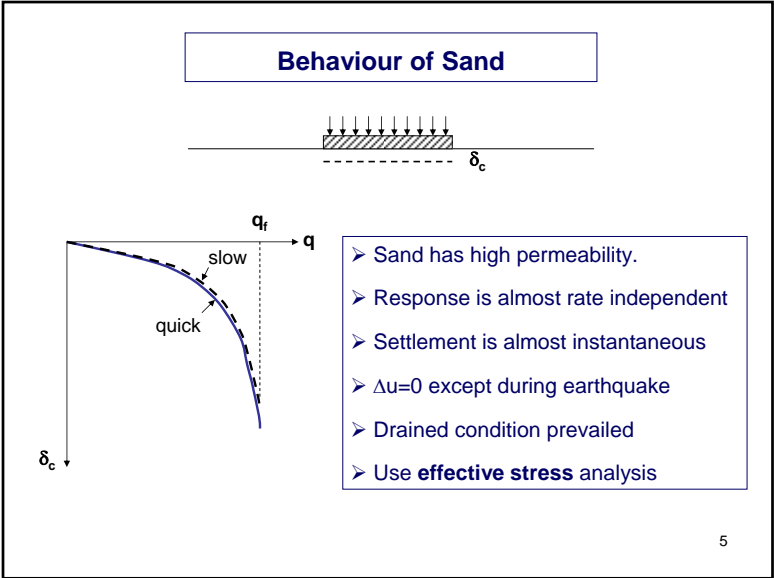 Behaviour of Sand
δc
qf
q
slow
quick
δc
➢ Sand has high permeability.
➢ Response is almost rate independent
➢ Settlement is almost instantaneous
➢ Δu=0 except during earthquake
➢ Drained condition prevailed
➢ Use effective stress analysis
5